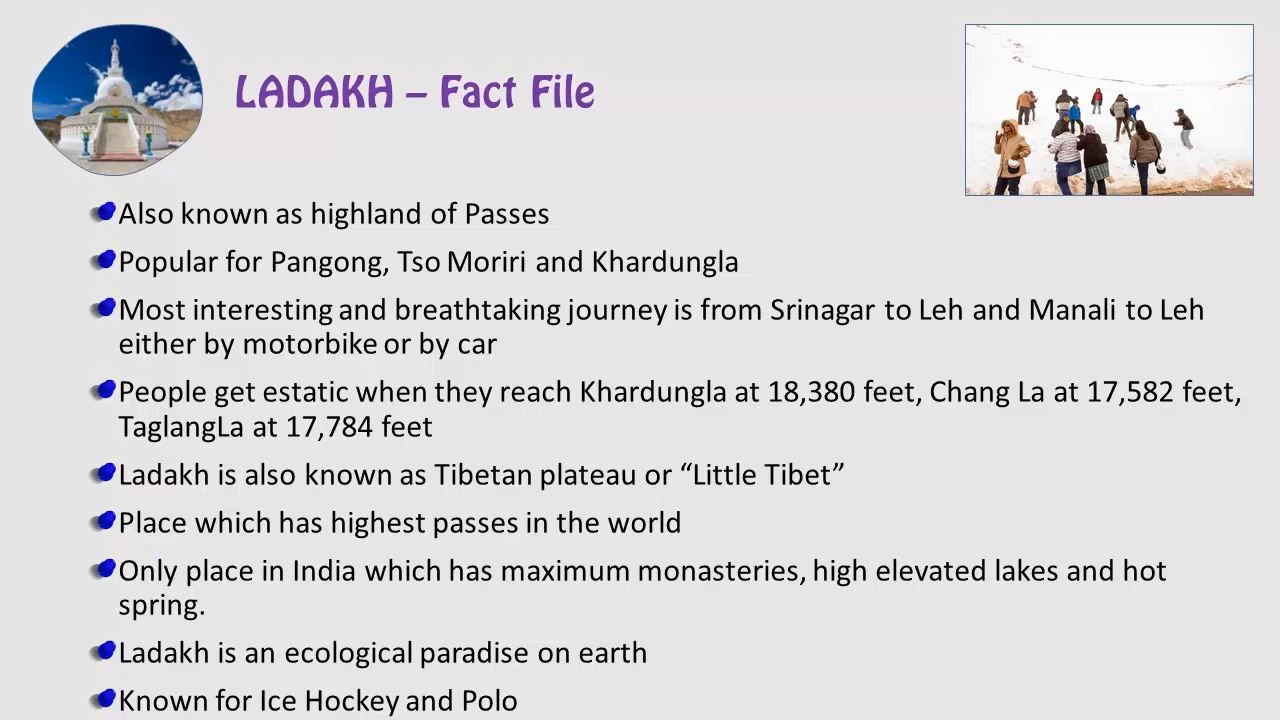 LADAKH – Fact File
Also known as highland of Passes
Popular for Pangong, Tso Moriri and Khardungla
Most interesting and breathtaking journey is from Srinagar to Leh and Manali to Leh
either by motorbike or by car
People get estatic when they reach Khardungla at 18,380 feet, Chang La at 17,582 feet,
TaglangLa at 17,784 feet
Ladakh is also known as Tibetan plateau or “Little Tibet”
Place which has highest passes in the world
Only place in India which has maximum monasteries, high elevated lakes and hot
spring.
Ladakh is an ecological paradise on earth
Known for Ice Hockey and Polo